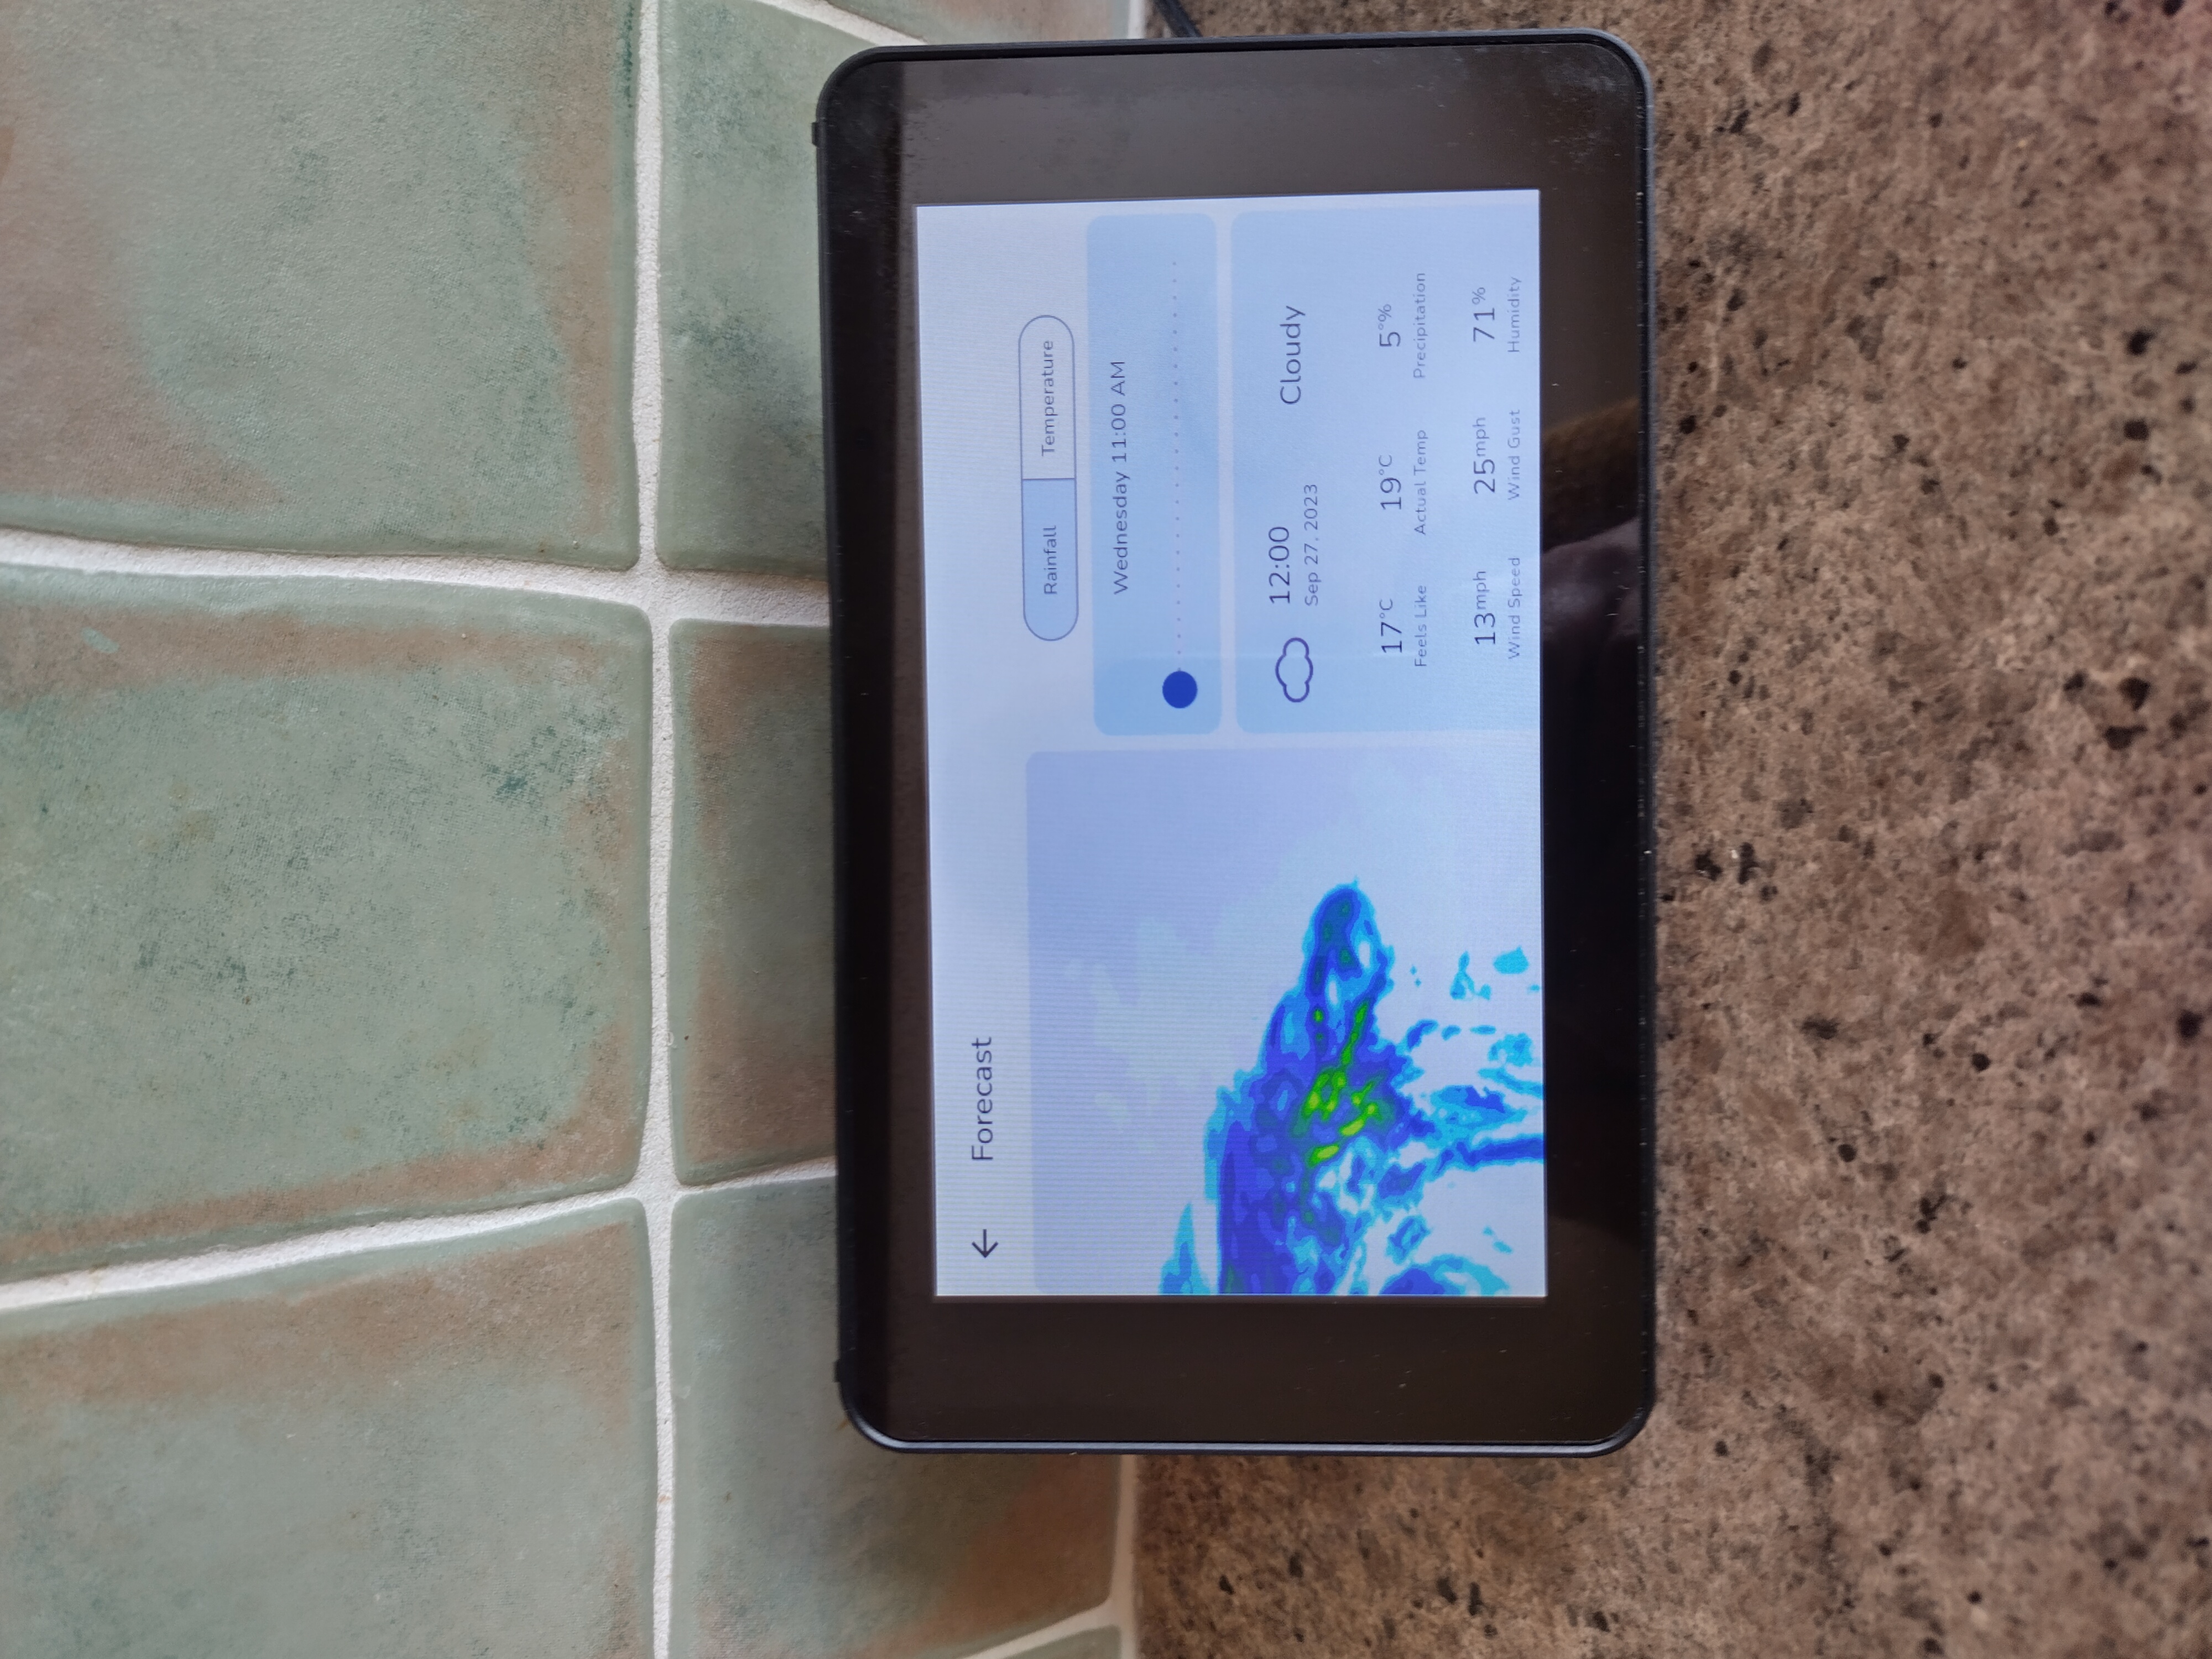 ← Forecast
Rainfall Temperature
Wednesday 11:00 AM
12:00
Sep 27, 2023
Cloudy
17°C 19°C 5°%
Feels Like Actual Temp Precipitation
13mph 25mph 71%
Wind Speed Wind Gust Humidity